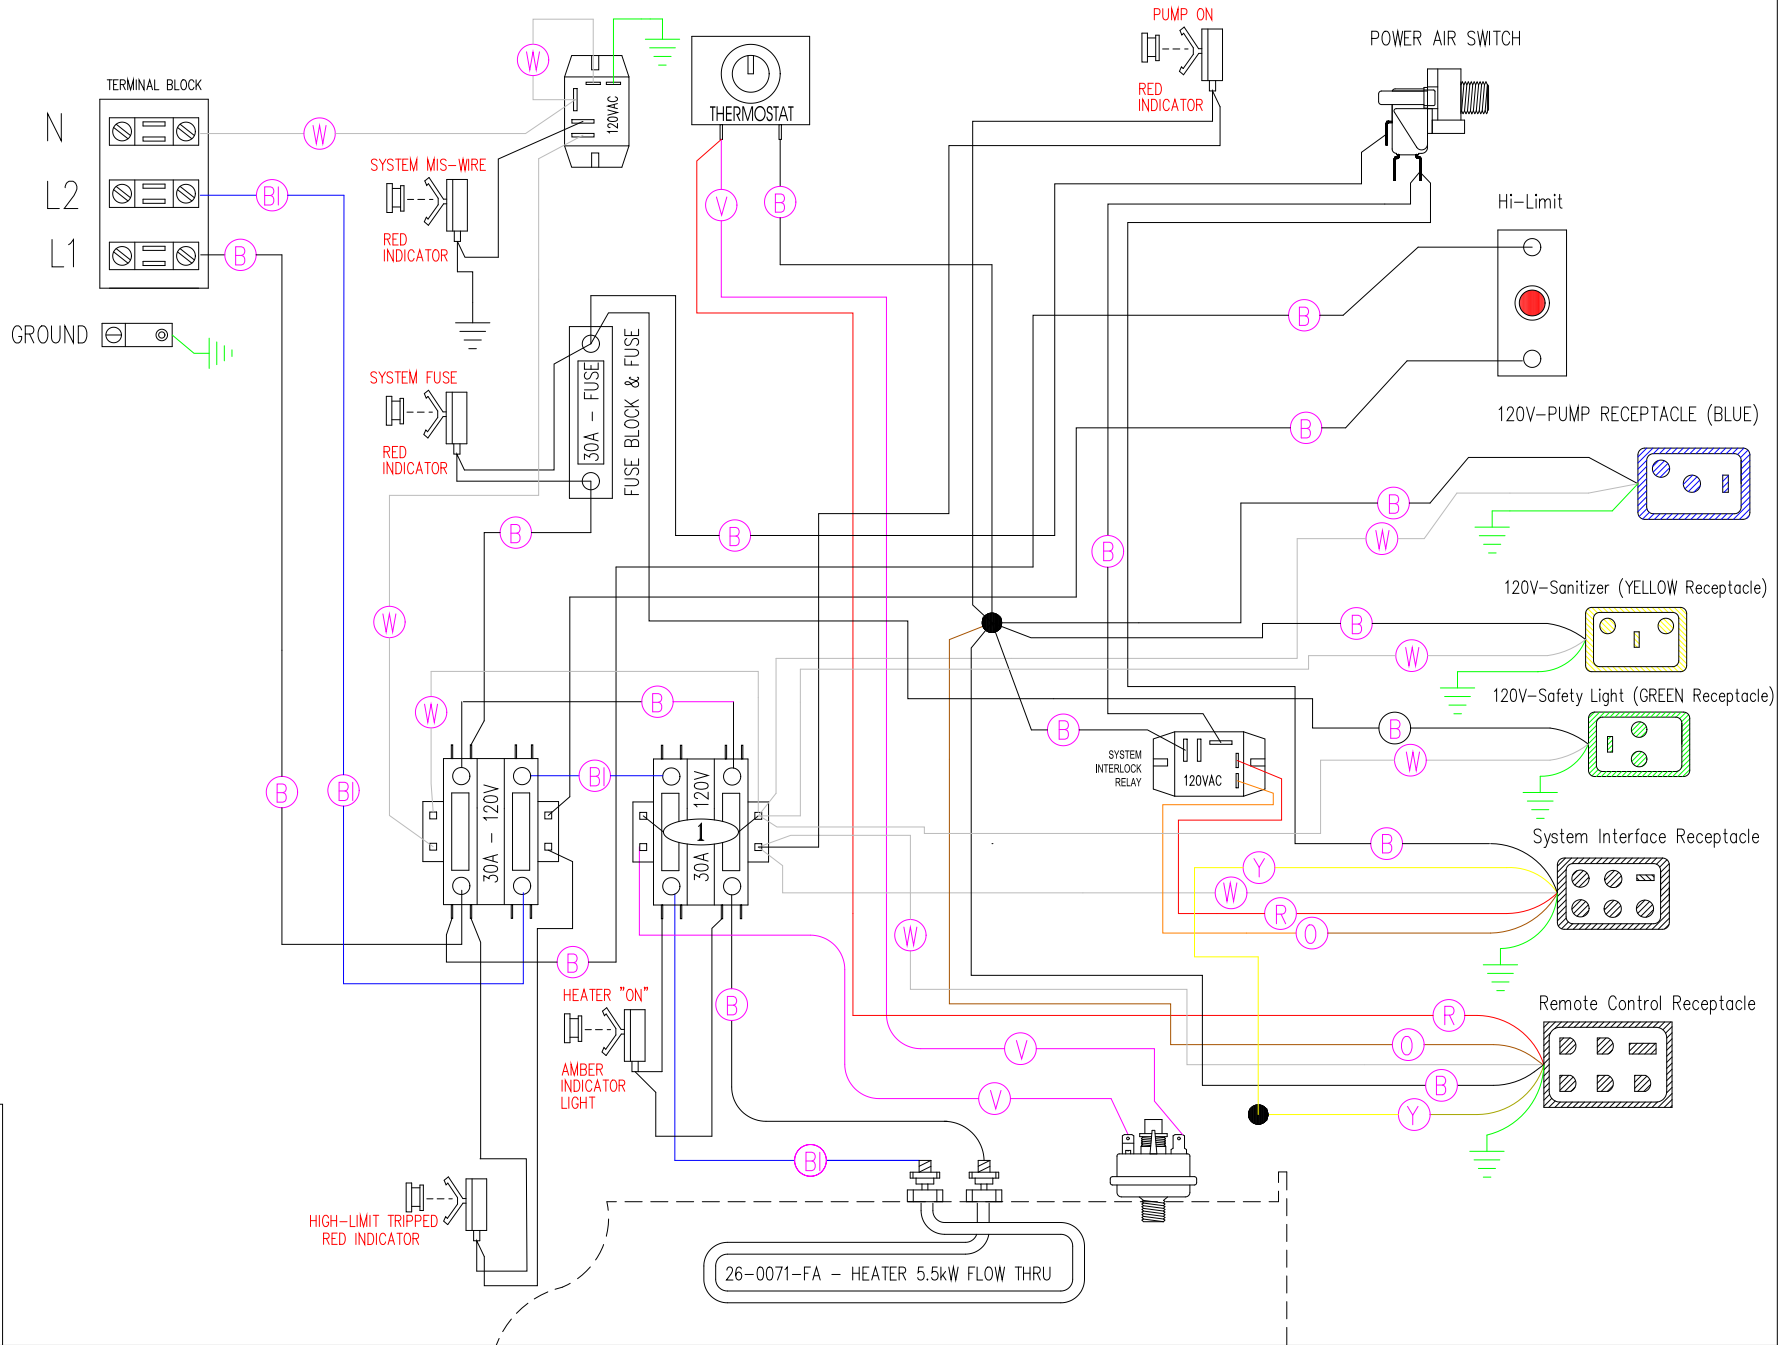 PUMP ON
RED
INDICATOR
POWER AIR SWITCH
TERMINAL BLOCK
N
L2
L1
GROUND
W
W
Bl
B
120VAC
THERMOSTAT
V
B
SYSTEM MIS-WIRE
RED
INDICATOR
Hi-Limit
B
B
SYSTEM FUSE
RED
INDICATOR
30A - FUSE
FUSE BLOCK & FUSE
B
B
B
W
120V-PUMP RECEPTACLE (BLUE)
B
W
120V-Sanitizer (YELLOW Receptacle)
B
W
120V-Safety Light (GREEN Receptacle)
B
W
W
B
B
SYSTEM
INTERLOCK
RELAY
120VAC
B
Bl
Bl
30A - 120V
30A
120V
1
System Interface Receptacle
B
Y
W
R
O
W
B
B
HEATER "ON"
AMBER
INDICATOR
LIGHT
Remote Control Receptacle
R
O
B
Y
V
V
Bl
HIGH-LIMIT TRIPPED
RED INDICATOR
26-0071-FA - HEATER 5.5kW FLOW THRU